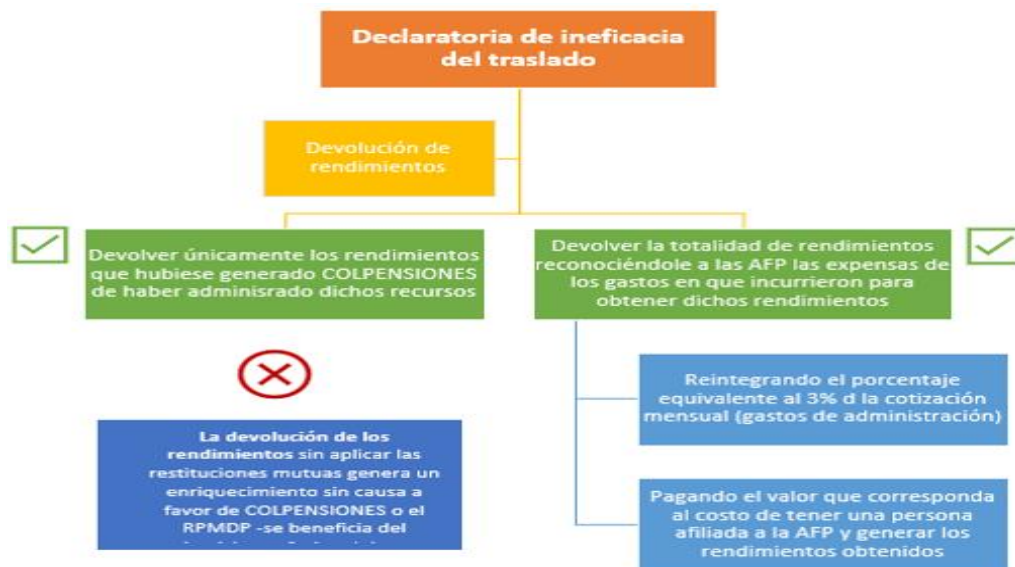 Declaratoria de ineficacia
del traslado
Devolución de
rendimientos
Devolver únicamente los rendimientos
que hubiese generado COLPENSIONES
de haber adminisrado dichos recursos
Devolver la totalidad de rendimientos
reconociéndole a las AFP las expensas de
los gastos en que incurrieron para
obtener dichos rendimientos
La devolución de los
rendimientos sin aplicar las
restituciones mutuas genera un
enriquecimiento sin causa a
favor de COLPENSIONES o el
RPMDP -se beneficia del
Reintegrando el porcentaje
equivalente al 3% d la cotización
mensual (gastos de administración)
Pagando el valor que corresponda
al costo de tener una persona
afiliada a la AFP y generar los
rendimientos obtenidos